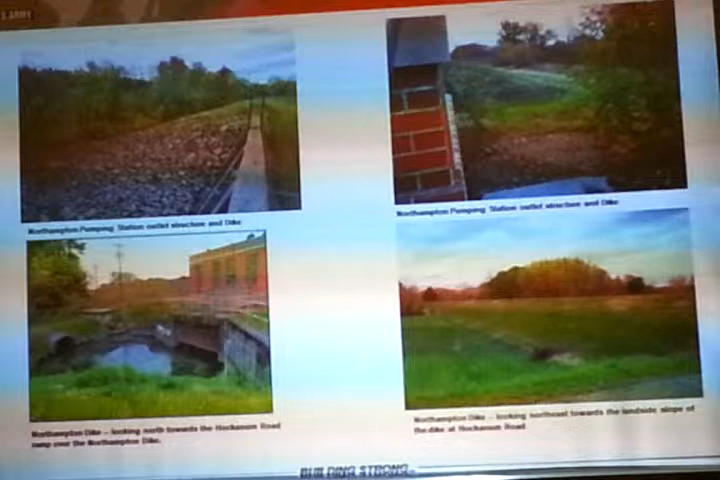 S ARMY
Northampton Pumping Station outlet structure and Dike
Northampton Pumping Station outlet structure and Dike
Northampton Dike – looking north towards the Hockanum Road
ramp over the Northampton Dike.
Northampton Dike – looking northeast towards the landside slope of
the dike at Hockanum Road
BUILDING STRONG